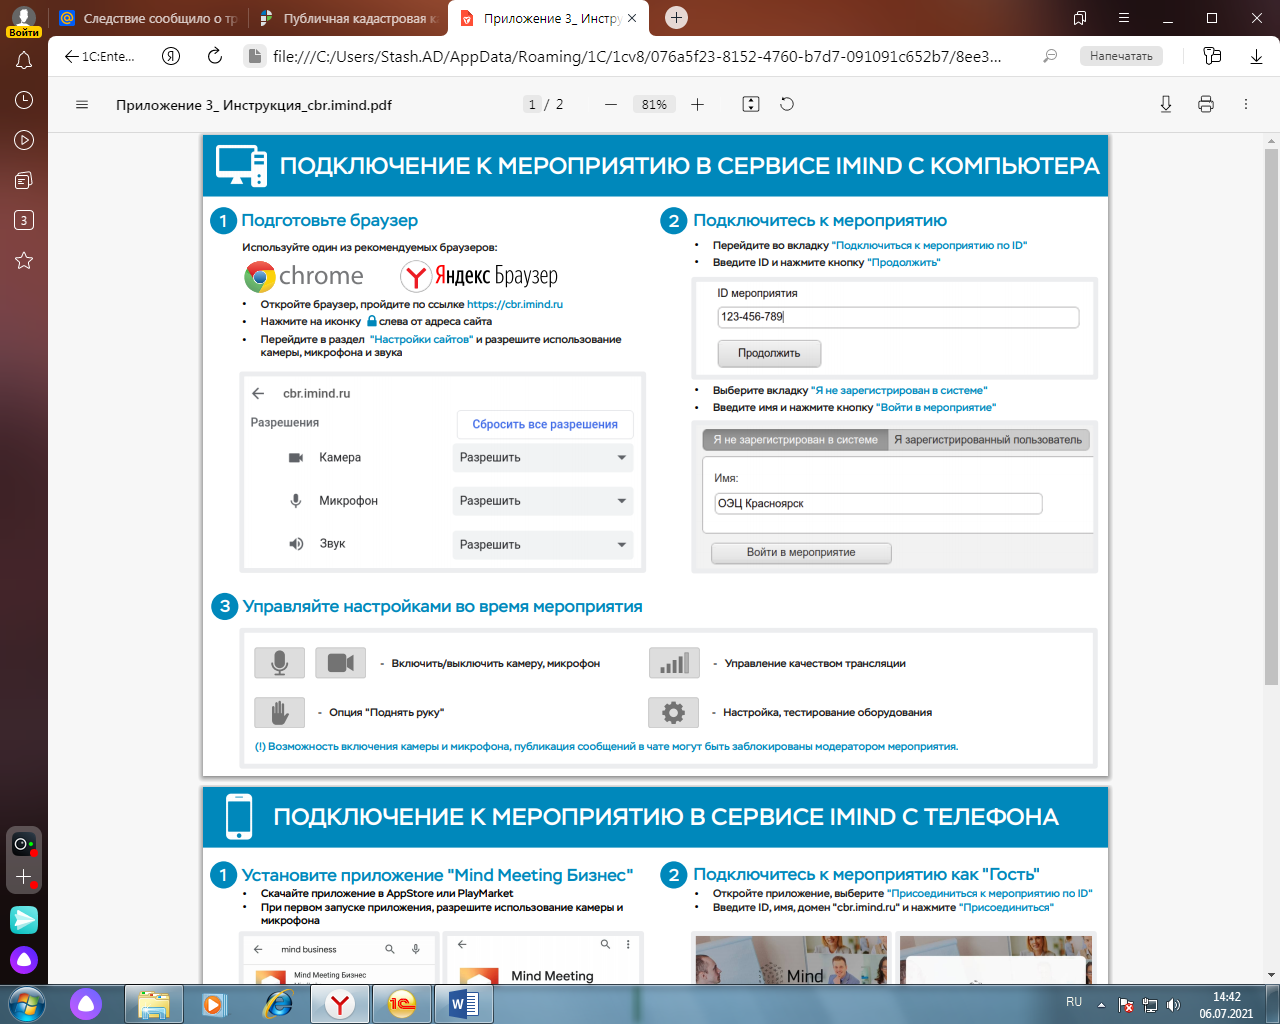 Следствие сообщило о тр
Публичная кадастровая к
Приложение 3_ Инстру
Войти
1C:Ente...
file:///C:/Users/Stash.AD/AppData/Roaming/1C/1cv8/076a5f23-8152-4760-b7d7-091091c652b7/8ee3...
Напечатать
Приложение 3_ Инструкция_cbr.imind.pdf
1 / 2
81%
3
ПОДКЛЮЧЕНИЕ К МЕРОПРИЯТИЮ В СЕРВИСЕ IMIND С КОМПЬЮТЕРА
1 Подготовьте браузер
Используйте один из рекомендуемых браузеров:
chrome
Яндекс Браузер
• Откройте браузер, пройдите по ссылке https://cbr.imind.ru
• Нажмите на иконку слева от адреса сайта
• Перейдите в раздел "Настройки сайтов" и разрешите использование
камеры, микрофона и звука
cbr.imind.ru
Разрешения
Сбросить все разрешения
Камера Разрешить
Микрофон Разрешить
Звук Разрешить
2 Подключитесь к мероприятию
• Перейдите во вкладку "Подключиться к мероприятию по ID"
• Введите ID и нажмите кнопку "Продолжить"
ID мероприятия
123-456-789
Продолжить
• Выберите вкладку "Я не зарегистрирован в системе"
• Введите имя и нажмите кнопку "Войти в мероприятие"
Я не зарегистрирован в системе Я зарегистрированный пользователь
Имя:
ОЭЦ Красноярск
Войти в мероприятие
3 Управляйте настройками во время мероприятия
- Включить/выключить камеру, микрофон
- Управление качеством трансляции
- Опция "Поднять руку"
- Настройка, тестирование оборудования
(!) Возможность включения камеры и микрофона, публикация сообщений в чате могут быть заблокированы модератором мероприятия.
ПОДКЛЮЧЕНИЕ К МЕРОПРИЯТИЮ В СЕРВИСЕ IMIND С ТЕЛЕФОНА
1 Установите приложение "Mind Meeting Бизнес"
• Скачайте приложение в AppStore или PlayMarket
• При первом запуске приложения, разрешите использование камеры и
микрофона
mind business
Mind Meeting Бизнес
Mind Meeting
2 Подключитесь к мероприятию как "Гость"
• Откройте приложение, выберите "Присоединиться к мероприятию по ID"
• Введите ID, имя, домен "cbr.imind.ru" и нажмите "Присоединиться"
Mind
RU
14:42
06.07.2021